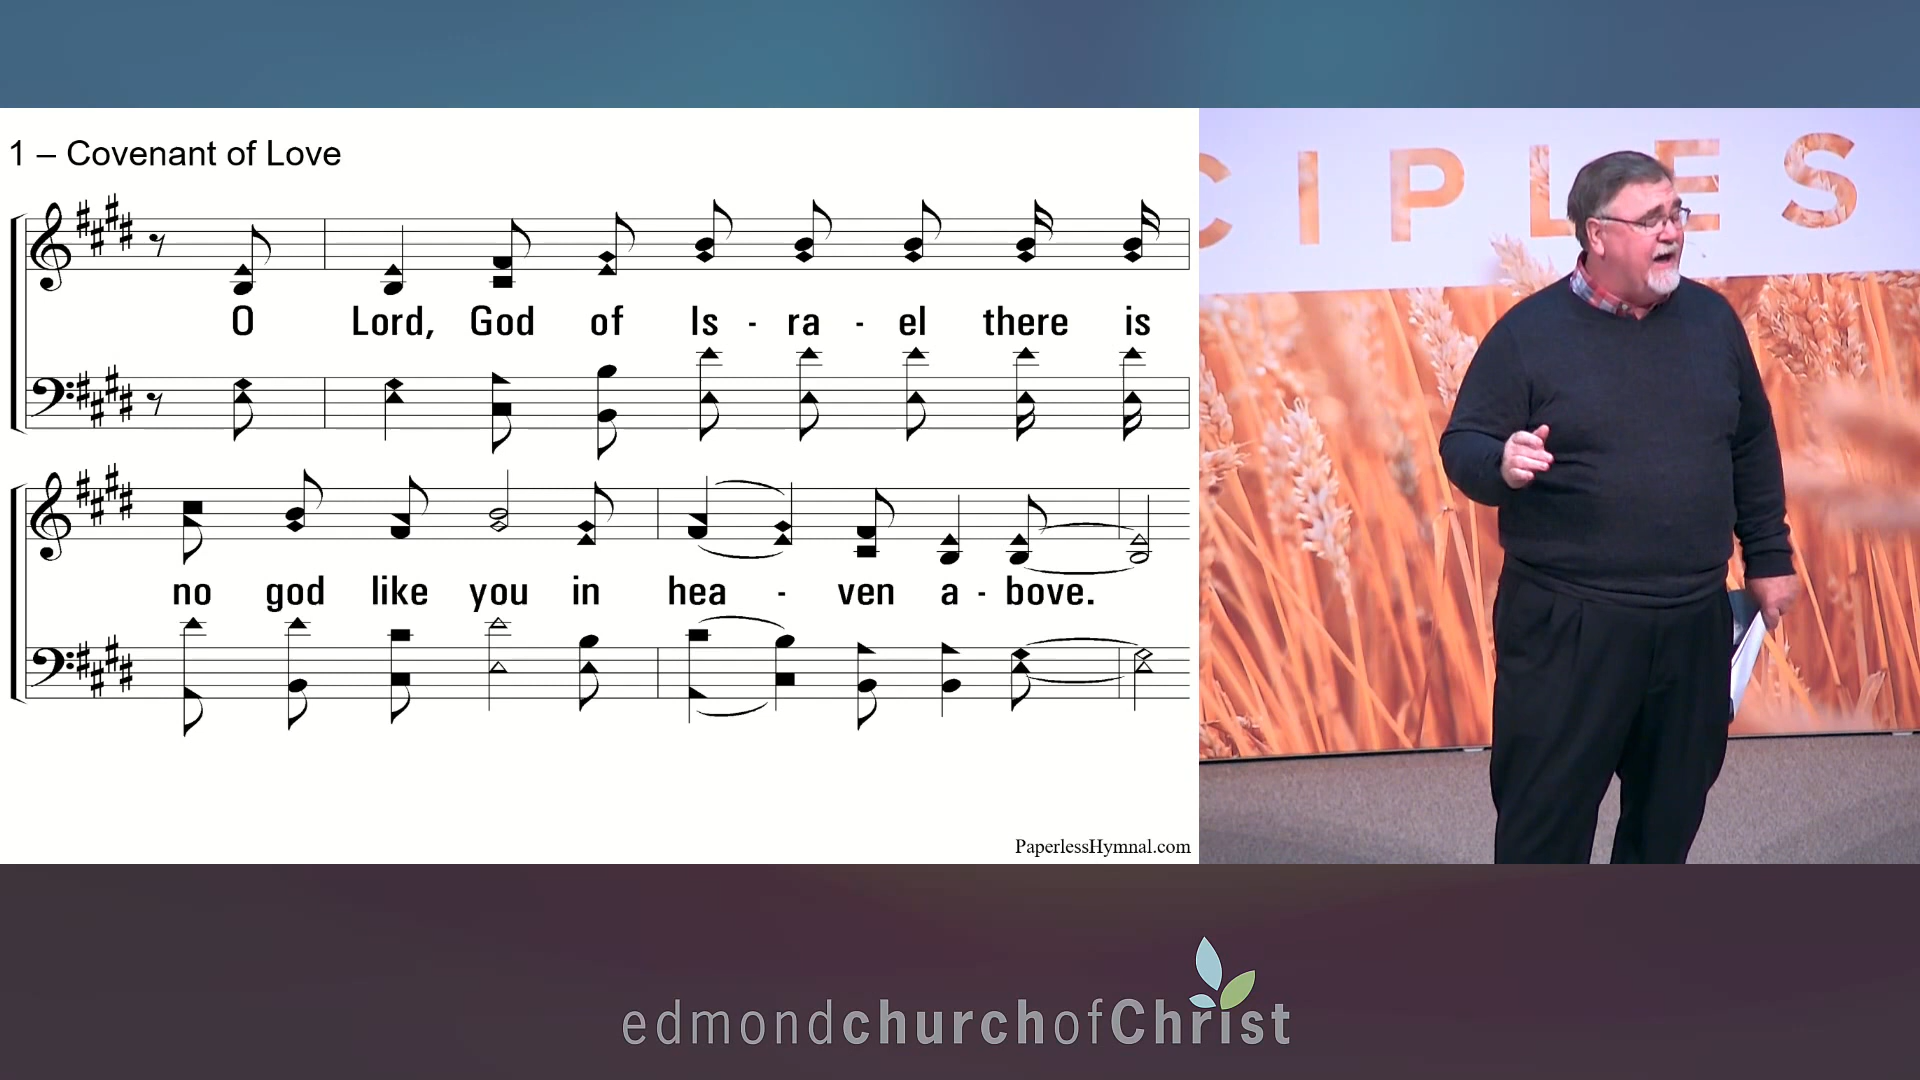 1 – Covenant of Love
O Lord, God of Is - ra - el there is
no god like you in hea - ven a - bove.
PaperlessHymnal.com
CIPLES
edmondchurchofChrist